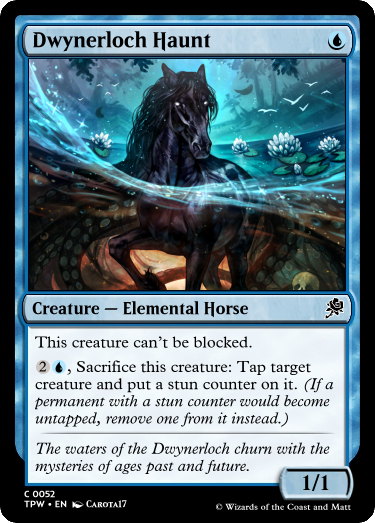 Dwynerloch Haunt
Creature — Elemental Horse
This creature can't be blocked.
2, Sacrifice this creature: Tap target
creature and put a stun counter on it. (If a
permanent with a stun counter would become
untapped, remove one from it instead.)
The waters of the Dwynerloch churn with the
mysteries of ages past and future.
1/1
C 0052
TPW • EN Carota17
© Wizards of the Coast and Matt